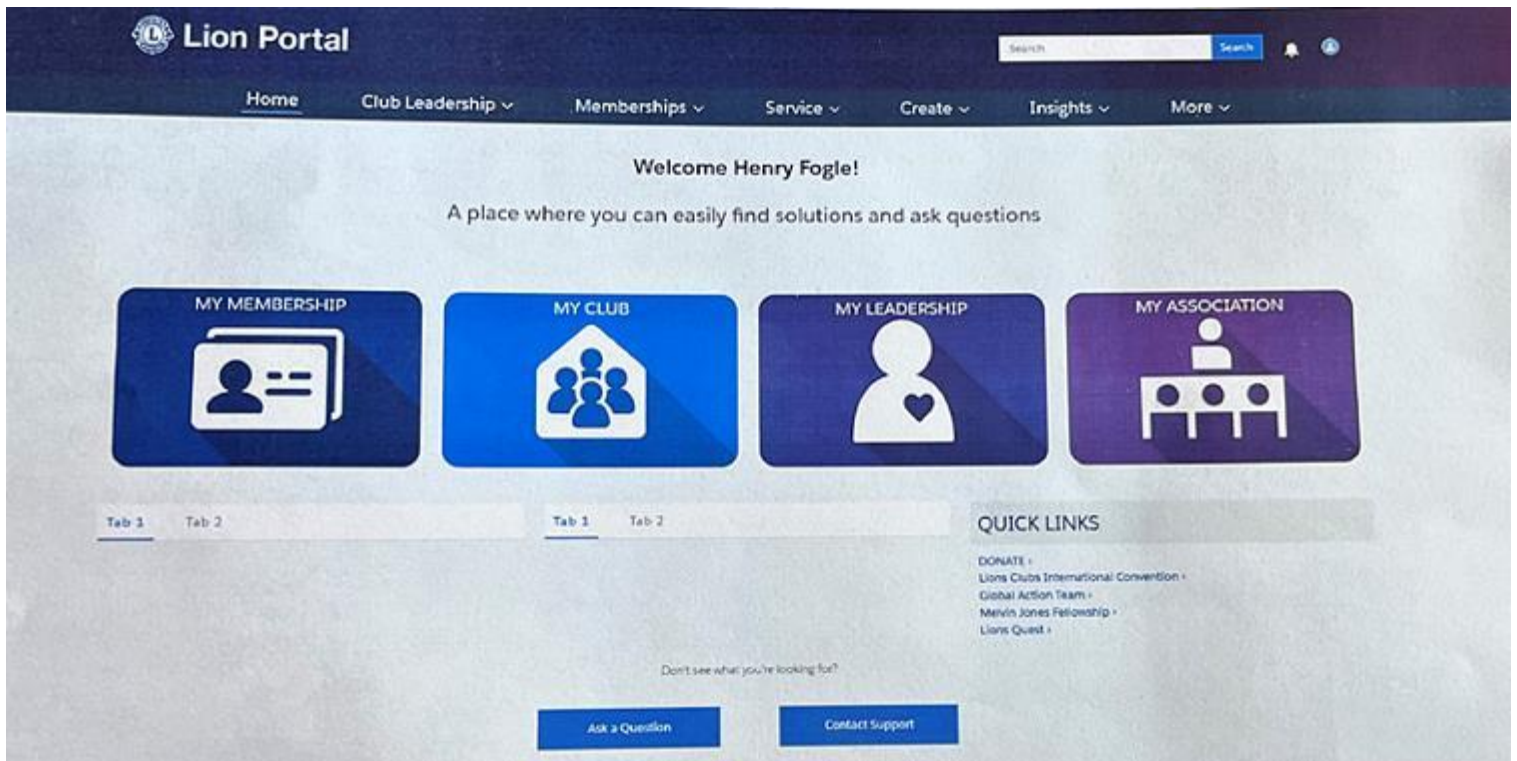 Lion Portal
Search Search
Home Club Leadership Memberships Service Create Insights More
Welcome Henry Fogle!
A place where you can easily find solutions and ask questions
MY MEMBERSHIP MY CLUB MY LEADERSHIP MY ASSOCIATION
Tab 1 Tab 2 Tab 1 Tab 2 QUICK LINKS
DONATE ›
Lions Clubs International Convention ›
Global Action Team ›
Melvin Jones Fellowship ›
Lions Quest ›
Don't see what you're looking for?
Ask a Question Contact Support